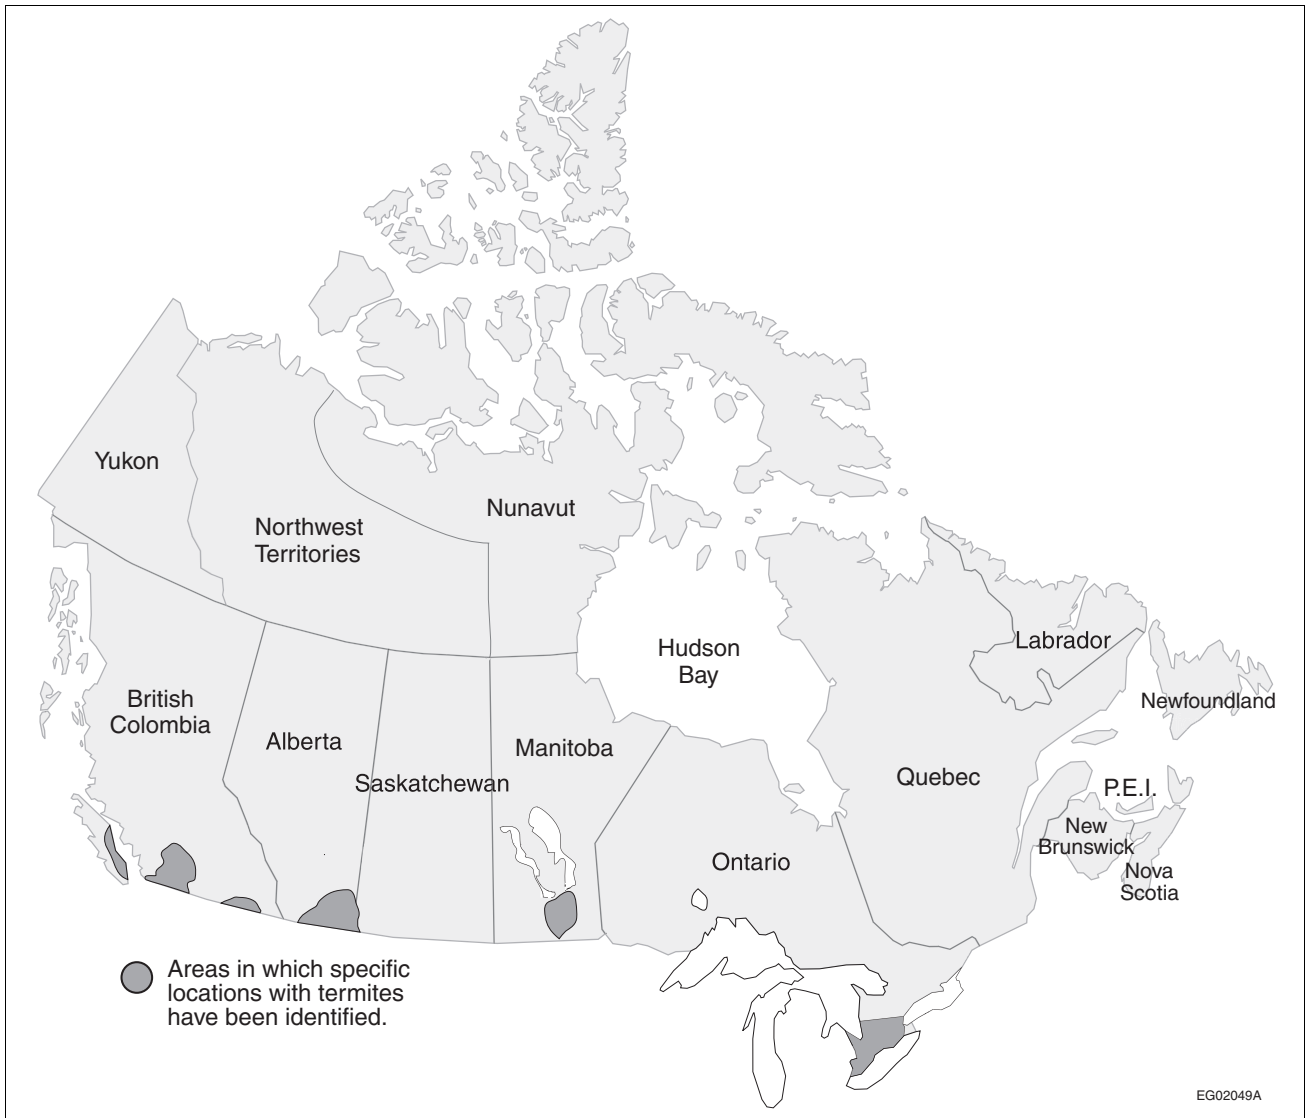 Yukon
Northwest
Territories
Nunavut
Hudson
Bay
Labrador
British
Colombia
Newfoundland
Alberta
Manitoba
Saskatchewan
Quebec
P.E.I.
New
Brunswick
Ontario
Nova
Scotia
Areas in which specific
locations with termites
have been identified.
EG02049A